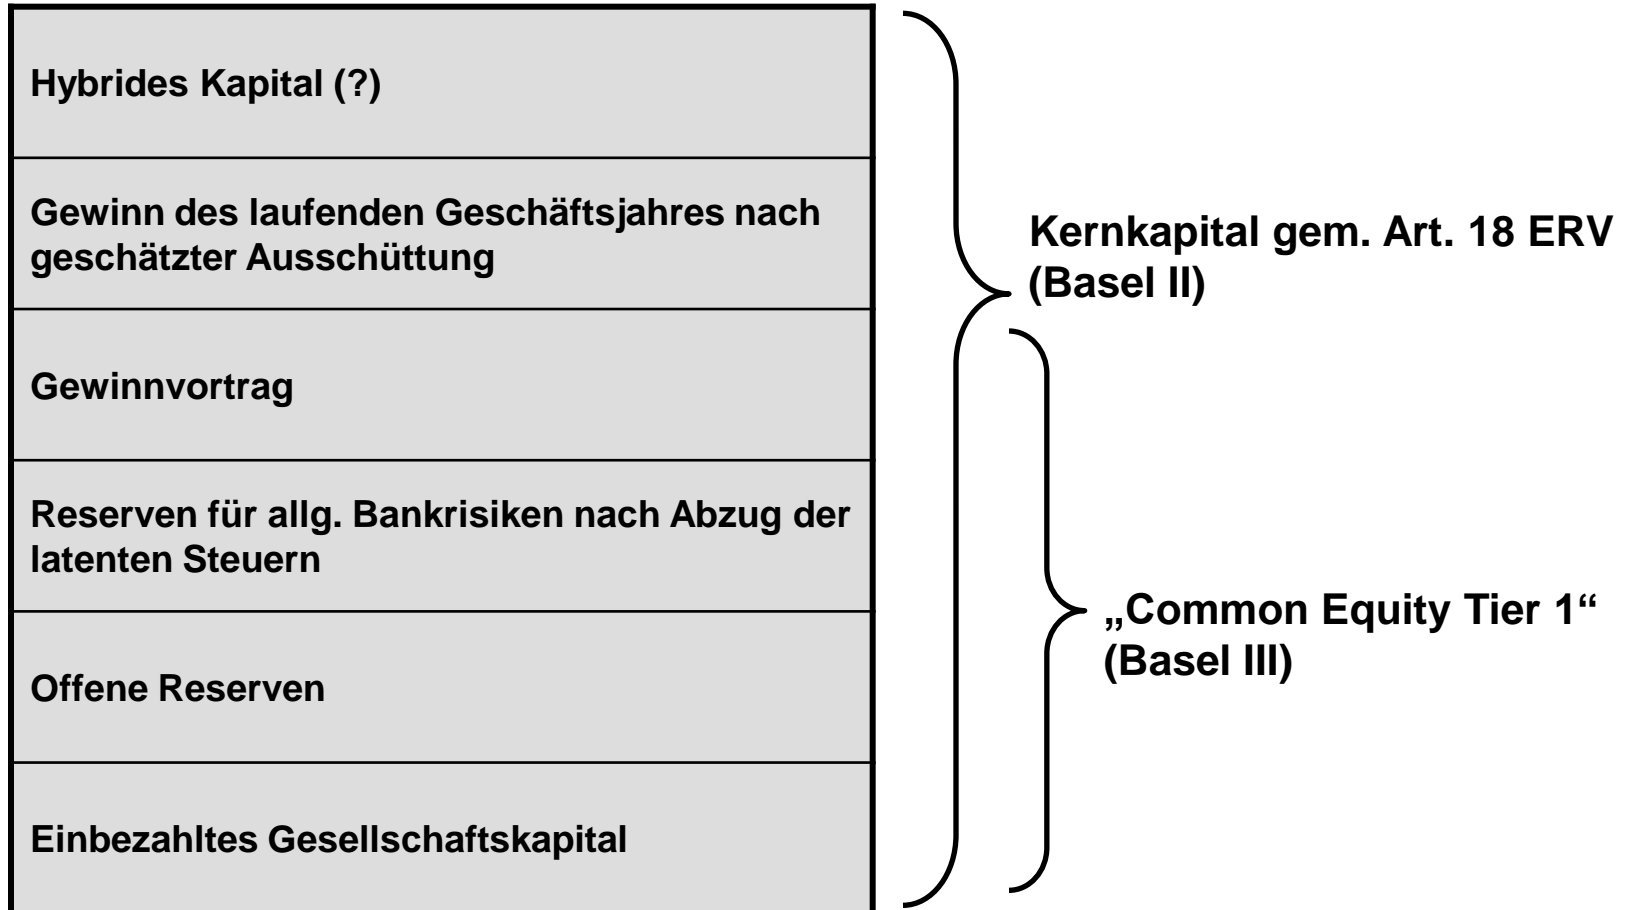 Hybrides Kapital (?)
Gewinn des laufenden Geschäftsjahres nach
geschätzter Ausschüttung
Gewinnvortrag
Reserven für allg. Bankrisiken nach Abzug der
latenten Steuern
Offene Reserven
Einbezahltes Gesellschaftskapital
Kernkapital gem. Art. 18 ERV
(Basel II)
„Common Equity Tier 1“
(Basel III)